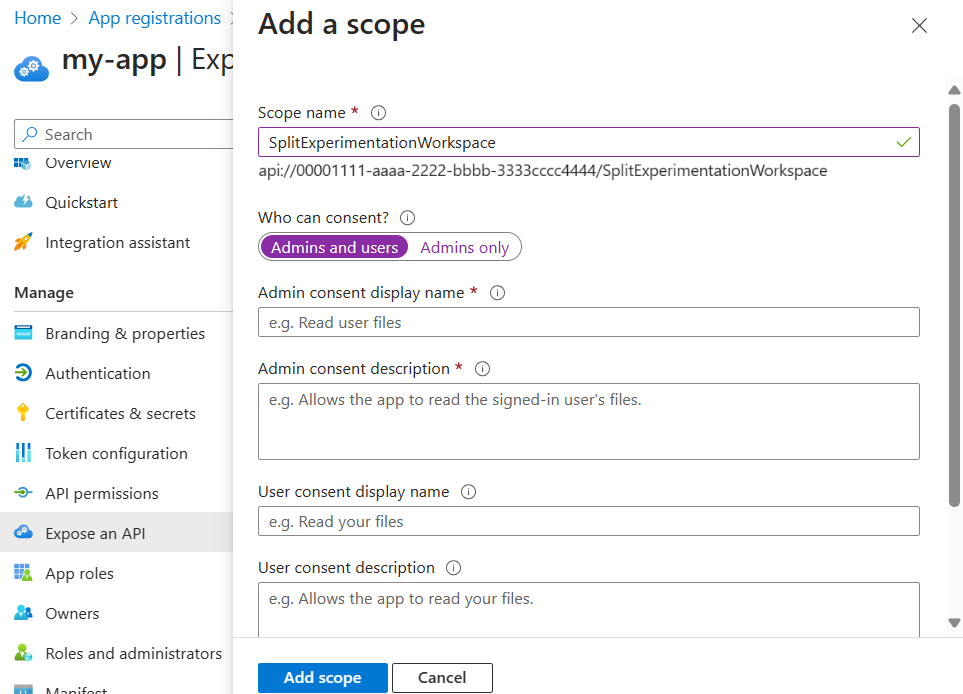 Home > App registrations >
my-app | Exp
Search
Overview
Quickstart
Integration assistant
Manage
Branding & properties
Authentication
Certificates & secrets
Token configuration
API permissions
Expose an API
App roles
Owners
Roles and administrators
Manifest
Add a scope
Scope name *
SplitExperimentationWorkspace
api://00001111-aaaa-2222-bbbb-3333cccc4444/SplitExperimentationWorkspace
Who can consent?
Admins and users Admins only
Admin consent display name *
e.g. Read user files
Admin consent description *
e.g. Allows the app to read the signed-in user's files.
User consent display name
e.g. Read your files
User consent description
e.g. Allows the app to read your files.
Add scope Cancel